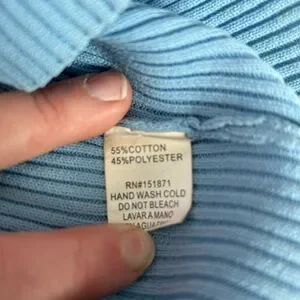 55%COTTON
45%POLYESTER
RN#151871
HAND WASH COLD
DO NOT BLEACH
LAVAR A MANO